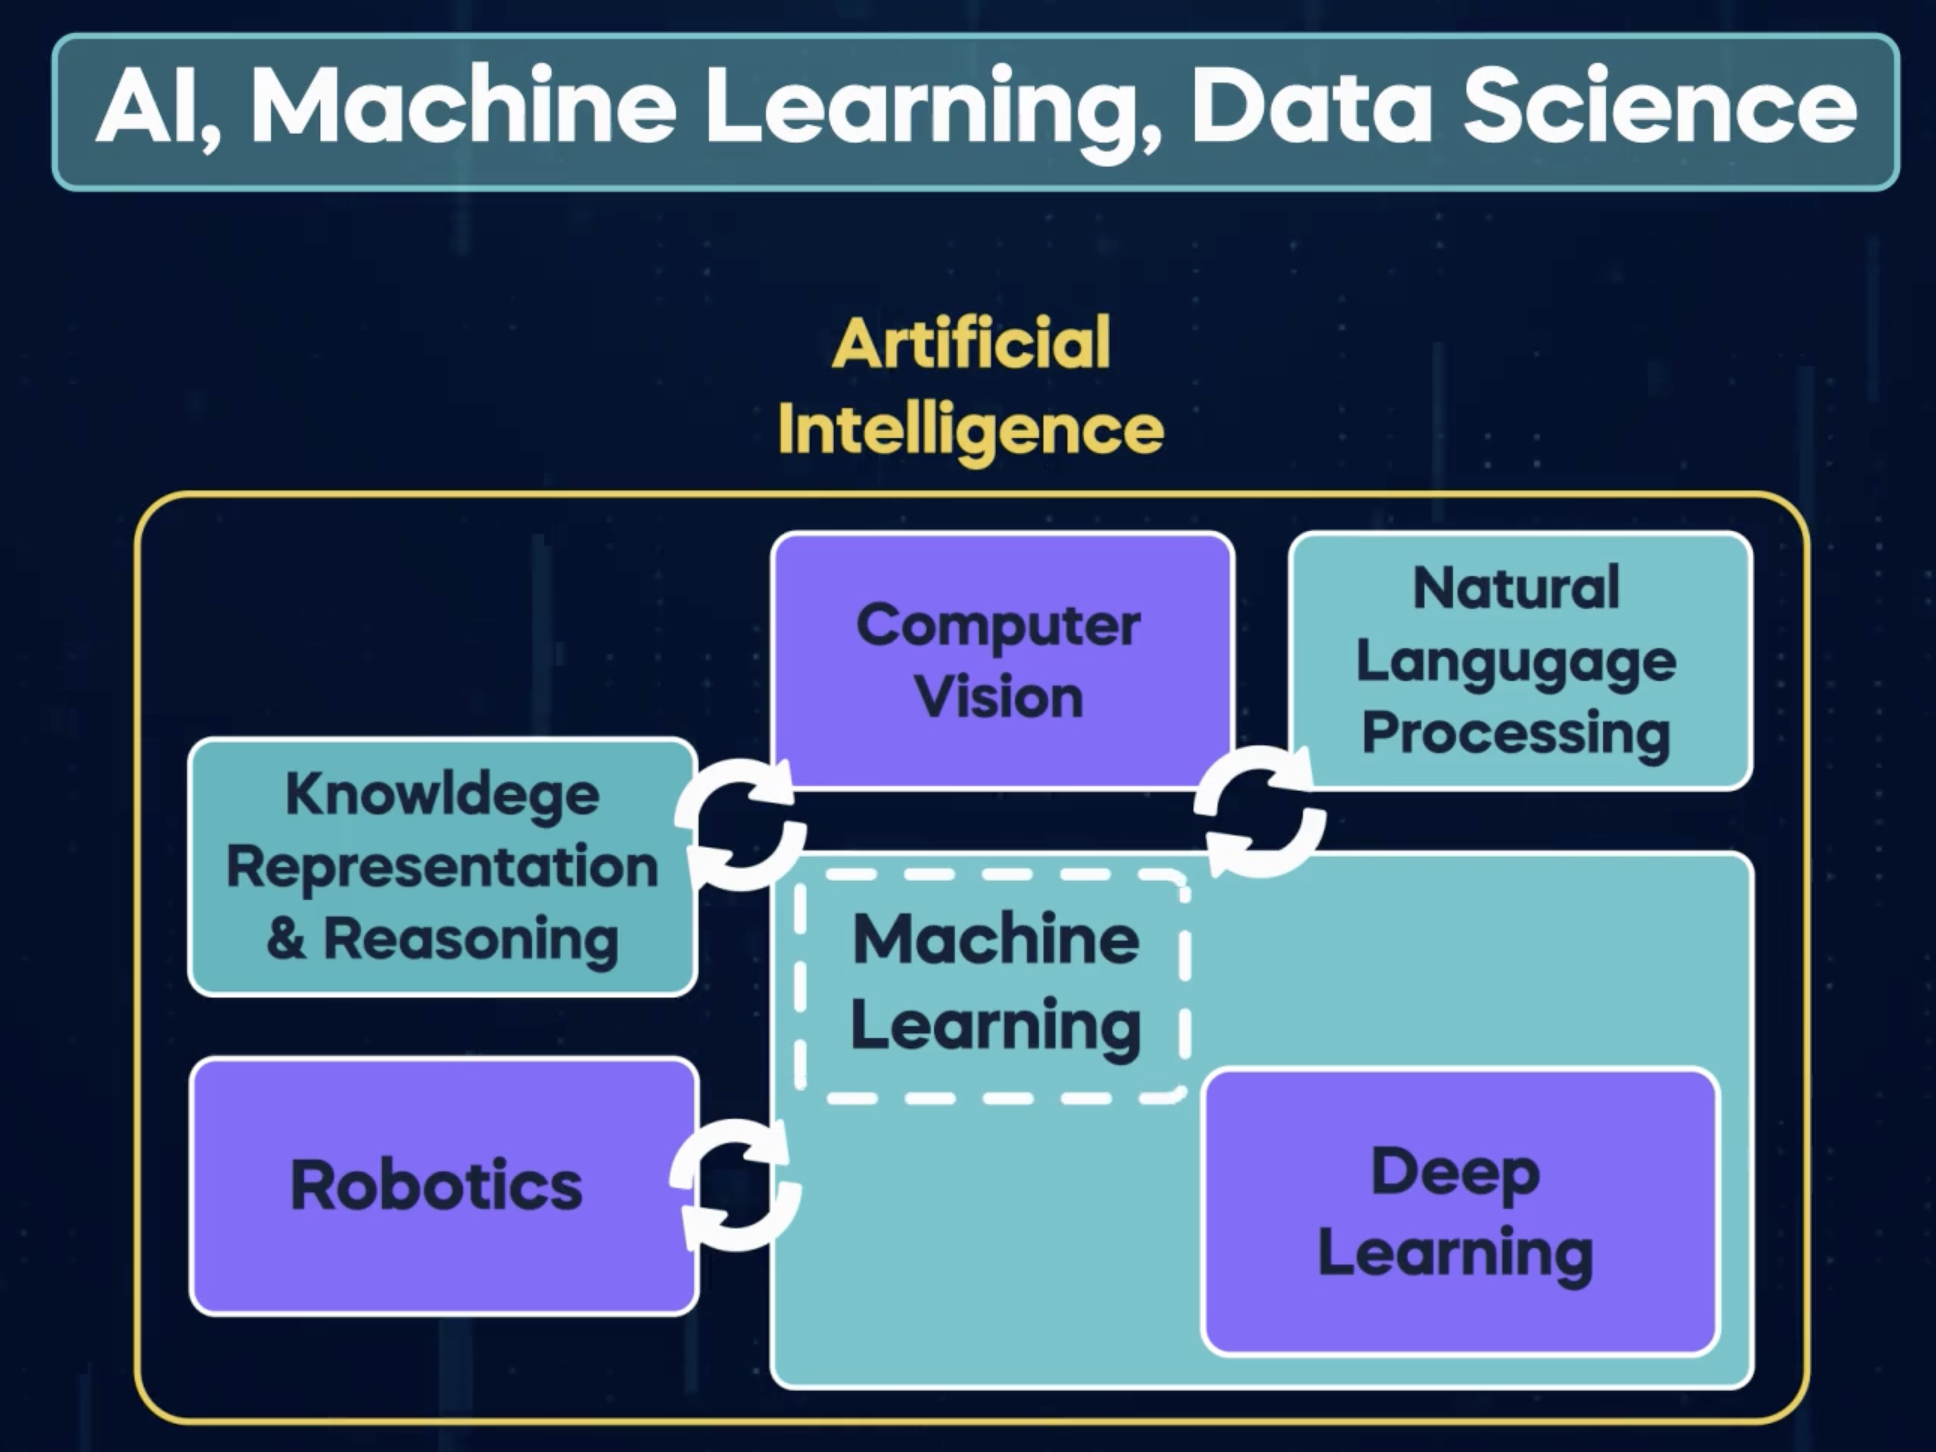 AI, Machine Learning, Data Science
Artificial
Intelligence
Computer
Vision
Natural
Langugage
Processing
Knowldege
Representation
& Reasoning
Machine
Learning
Robotics
Deep
Learning